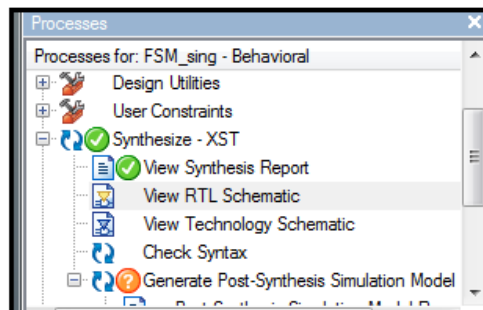 Processes
Processes for: FSM_sing - Behavioral
Design Utilities
User Constraints
Synthesize - XST
View Synthesis Report
View RTL Schematic
View Technology Schematic
Check Syntax
Generate Post-Synthesis Simulation Model